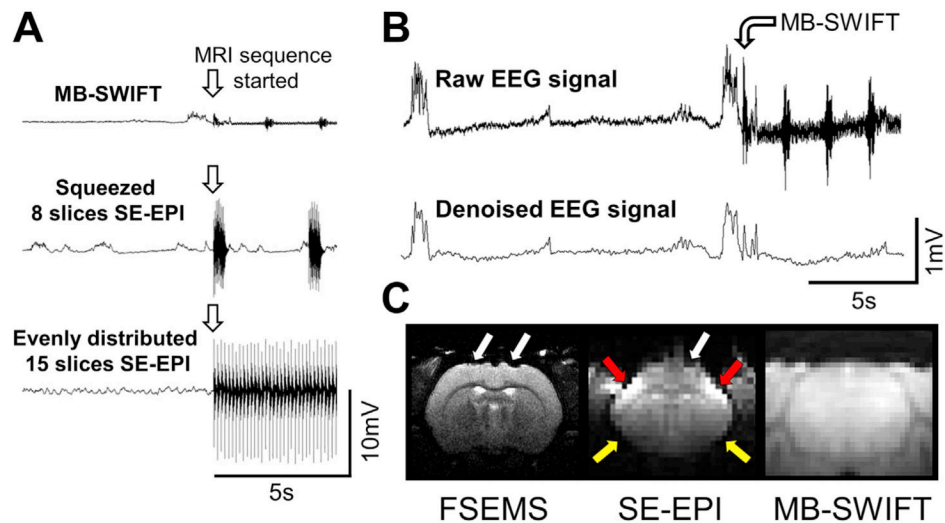 A
MRI sequence
started
MB-SWIFT
Squeezed
8 slices SE-EPI
Evenly distributed
15 slices SE-EPI
10mV
5s
B
MB-SWIFT
Raw EEG signal
Denoised EEG signal
1mV
5s
C
FSEMS
SE-EPI
MB-SWIFT